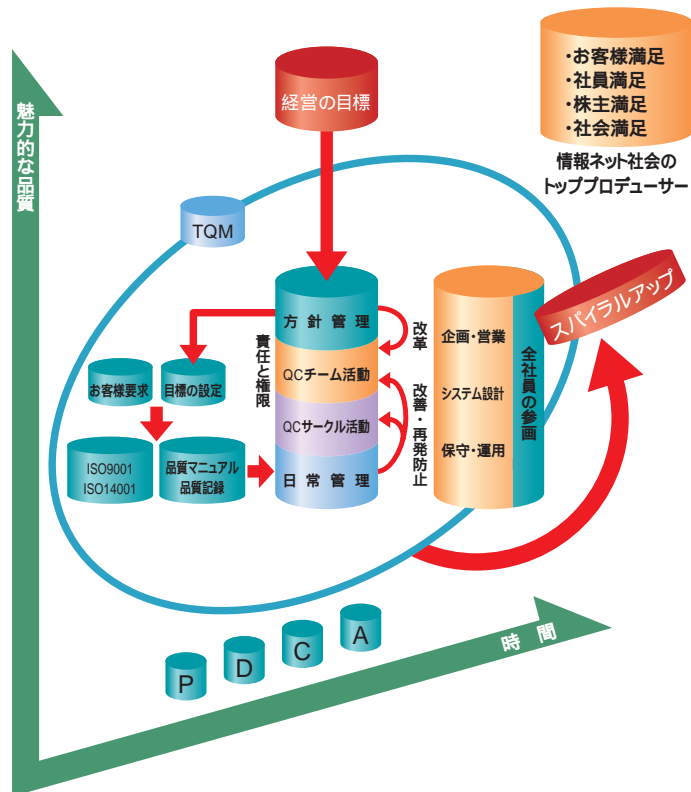 ・お客様満足
・社員満足
・株主満足
・社会満足
情報ネット社会の
トッププロデューサー
経営の目標
魅力的な品質
TQM
スパイラルアップ
方針管理
QCチーム活動
QCサークル活動
日常管理
責任と権限
改革
改善・再発防止
企画・営業
システム設計
保守・運用
全社員の参画
お客様要求
目標の設定
ISO9001
ISO14001
品質マニュアル
品質記録
P
D
C
A
時間